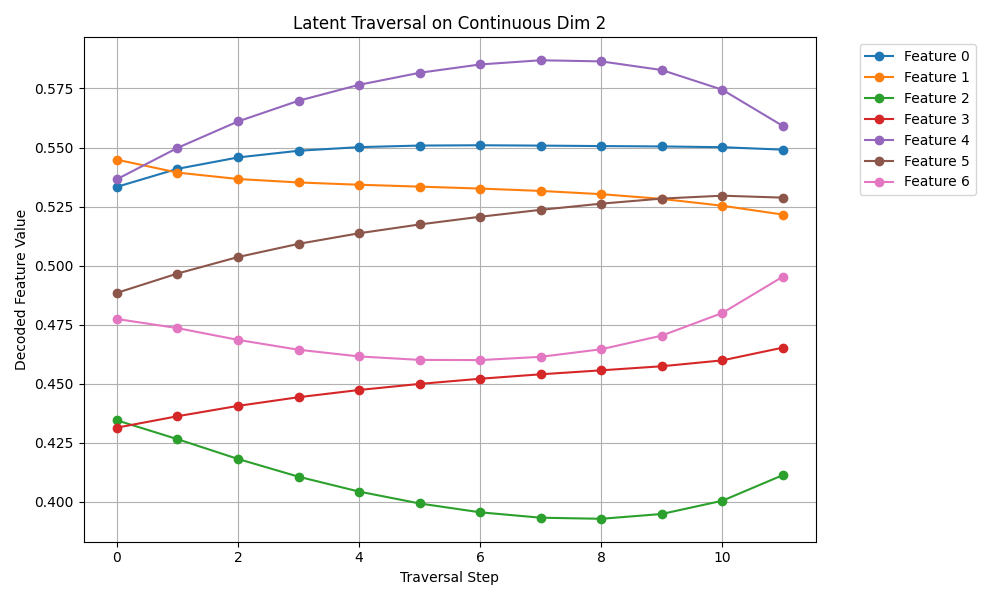 Latent Traversal on Continuous Dim 2
Feature 0
Feature 1
Feature 2
Feature 3
Feature 4
Feature 5
Feature 6
Decoded Feature Value
0.575
0.550
0.525
0.500
0.475
0.450
0.425
0.400
0 2 4 6 8 10
Traversal Step